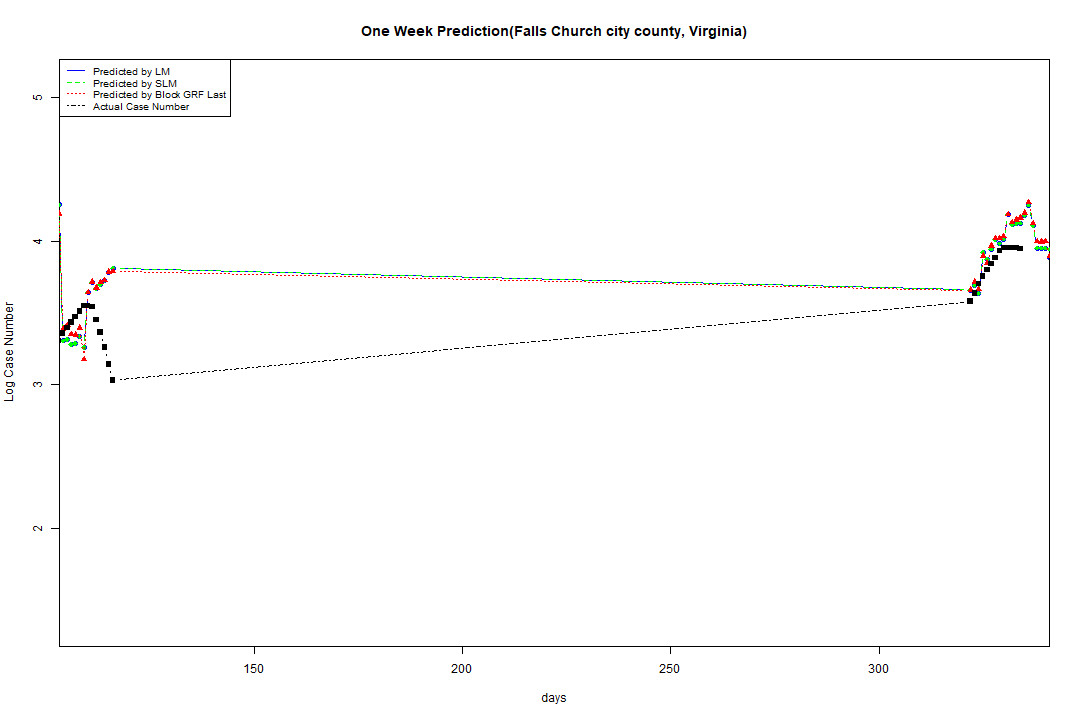 One Week Prediction(Falls Church city county, Virginia)
Predicted by LM
Predicted by SLM
Predicted by Block GRF Last
Actual Case Number
5
4
3
2
Log Case Number
150
200
250
300
days